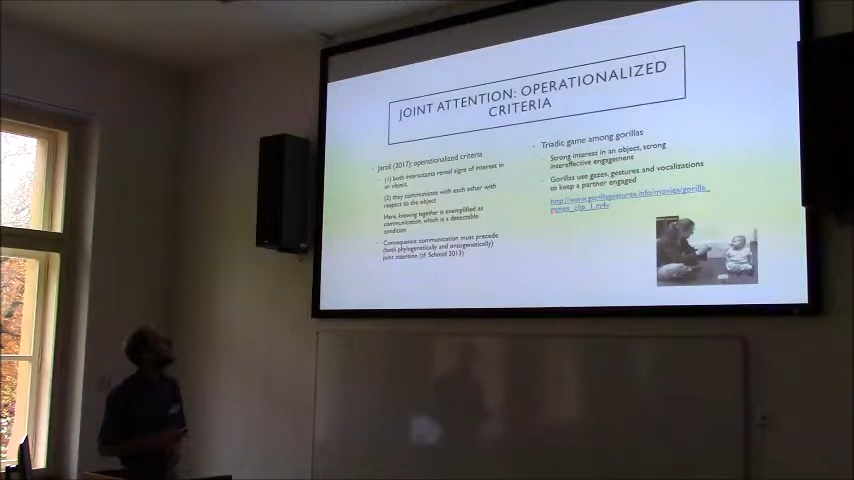 JOINT ATTENTION: OPERATIONALIZED
CRITERIA
Jaroš (2017): operationalized criteria
(1) both interactants reveal signs of interest in
an object,
(2) they communicate with each other with
respect to the object
Here, knowing together is exemplified as
communication, which is a detectable
condition
Consequence: communication must precede
(both phylogenetically and ontogenetically)
joint attention (cf Schmid 2013)
Triadic game among gorillas
Strong interest in an object, strong
interaffective engagement
Gorillas use gazes, gestures and vocalizations
to keep a partner engaged
http://www.gorillagestures.info/movies/gorilla_
games_clip_1.m4v